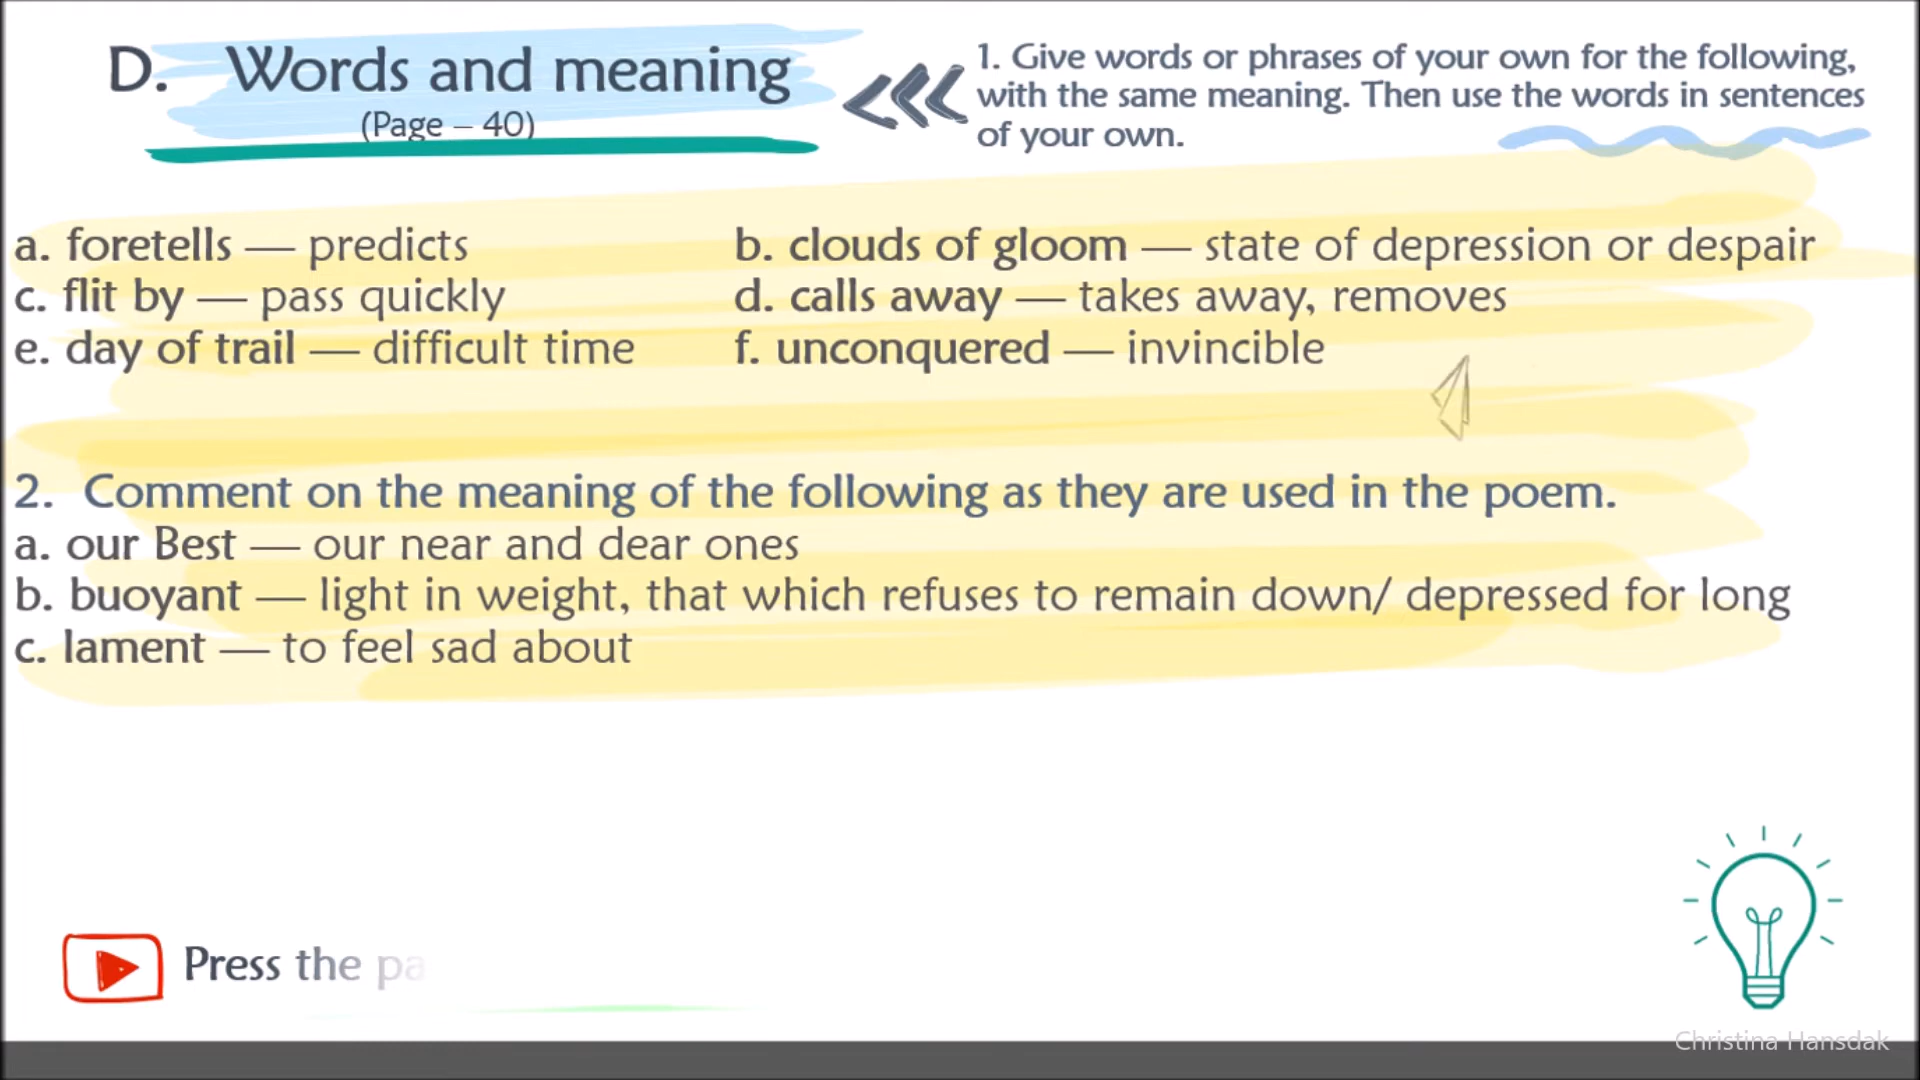 D. Words and meaning
(Page – 40)
1. Give words or phrases of your own for the following,
with the same meaning. Then use the words in sentences
of your own.
a. foretells — predicts
b. clouds of gloom — state of depression or despair
c. flit by — pass quickly
d. calls away — takes away, removes
e. day of trail — difficult time
f. unconquered — invincible
2. Comment on the meaning of the following as they are used in the poem.
a. our Best — our near and dear ones
b. buoyant — light in weight, that which refuses to remain down/ depressed for long
c. lament — to feel sad about
Press the pa
Christina Hansdak